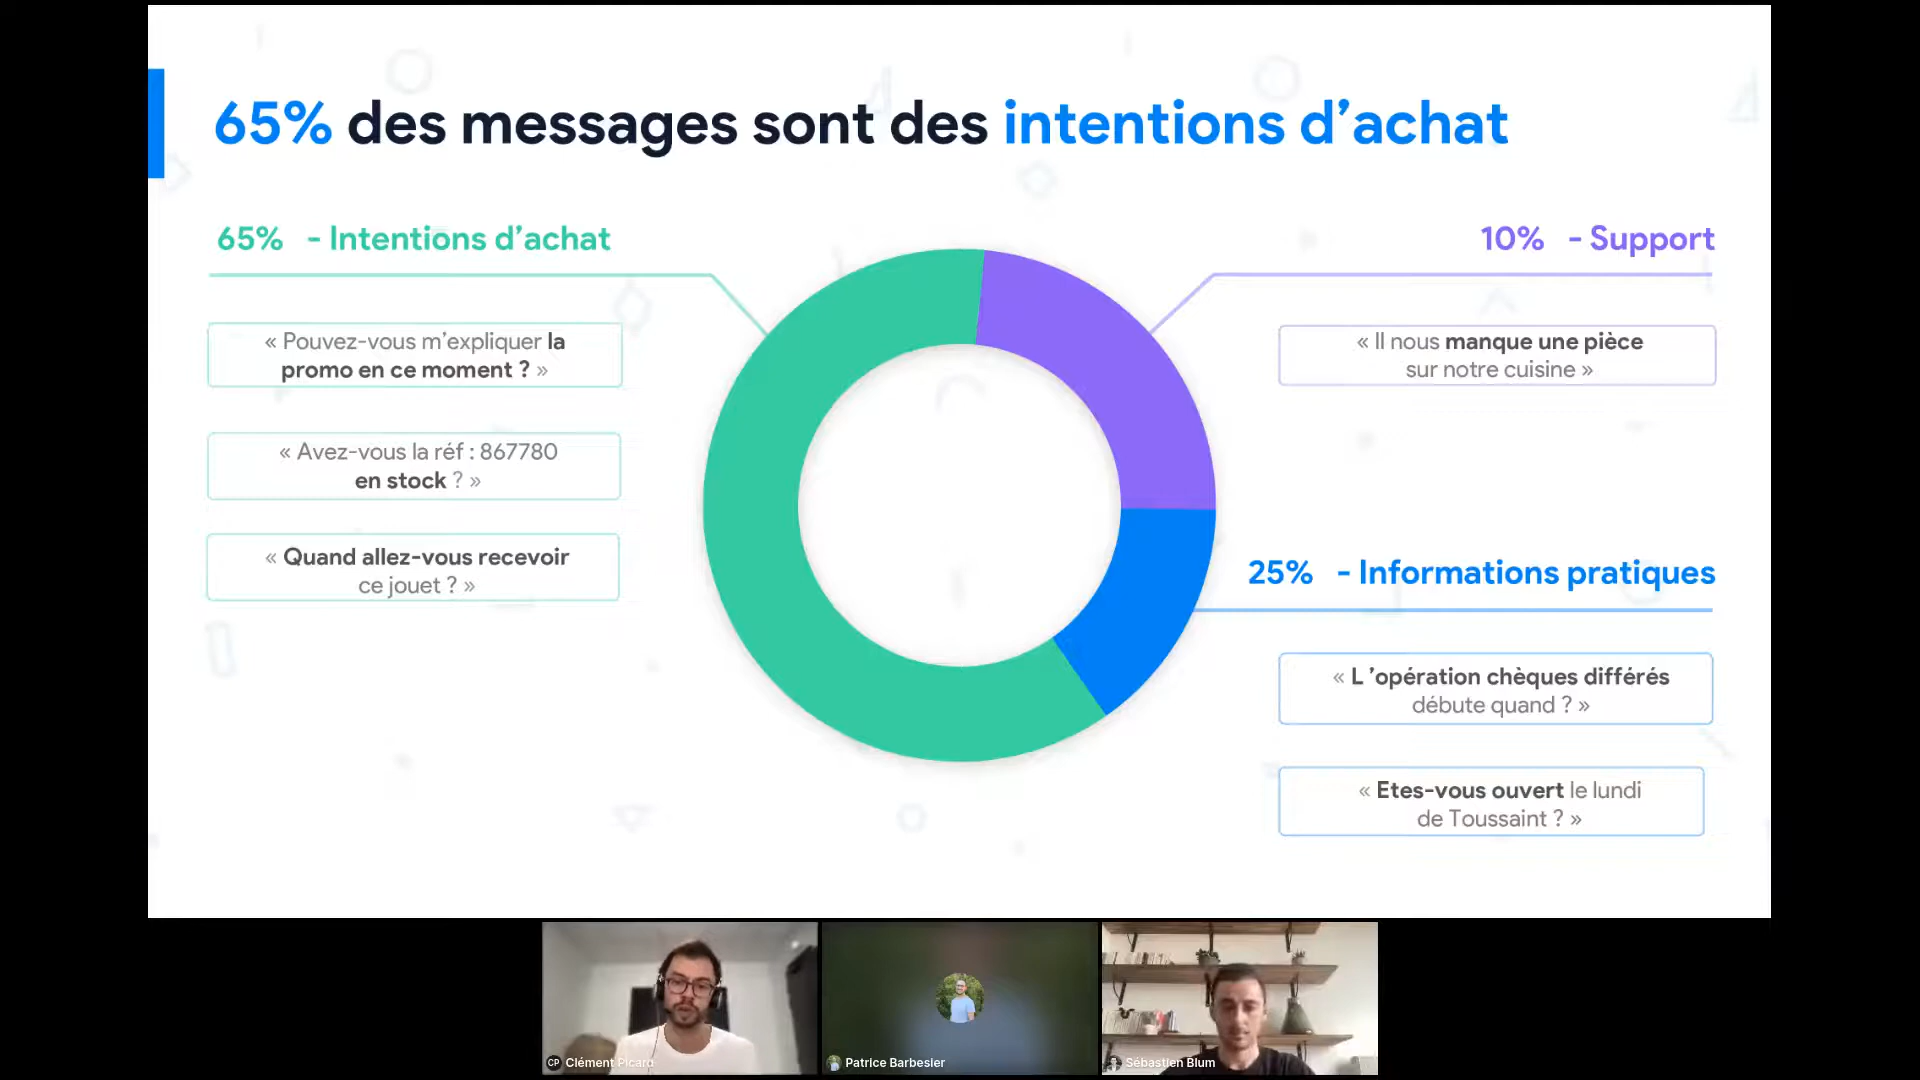 65% des messages sont des intentions d’achat
65% - Intentions d’achat
« Pouvez-vous m’expliquer la
promo en ce moment ? »
« Avez-vous la réf : 867780
en stock ? »
« Quand allez-vous recevoir
ce jouet ? »
10% - Support
« Il nous manque une pièce
sur notre cuisine »
25% - Informations pratiques
« L ’opération chèques différés
débute quand ? »
« Etes-vous ouvert le lundi
de Toussaint ? »
CP Clément Picard
Patrice Barbesier
Sébastien Blum